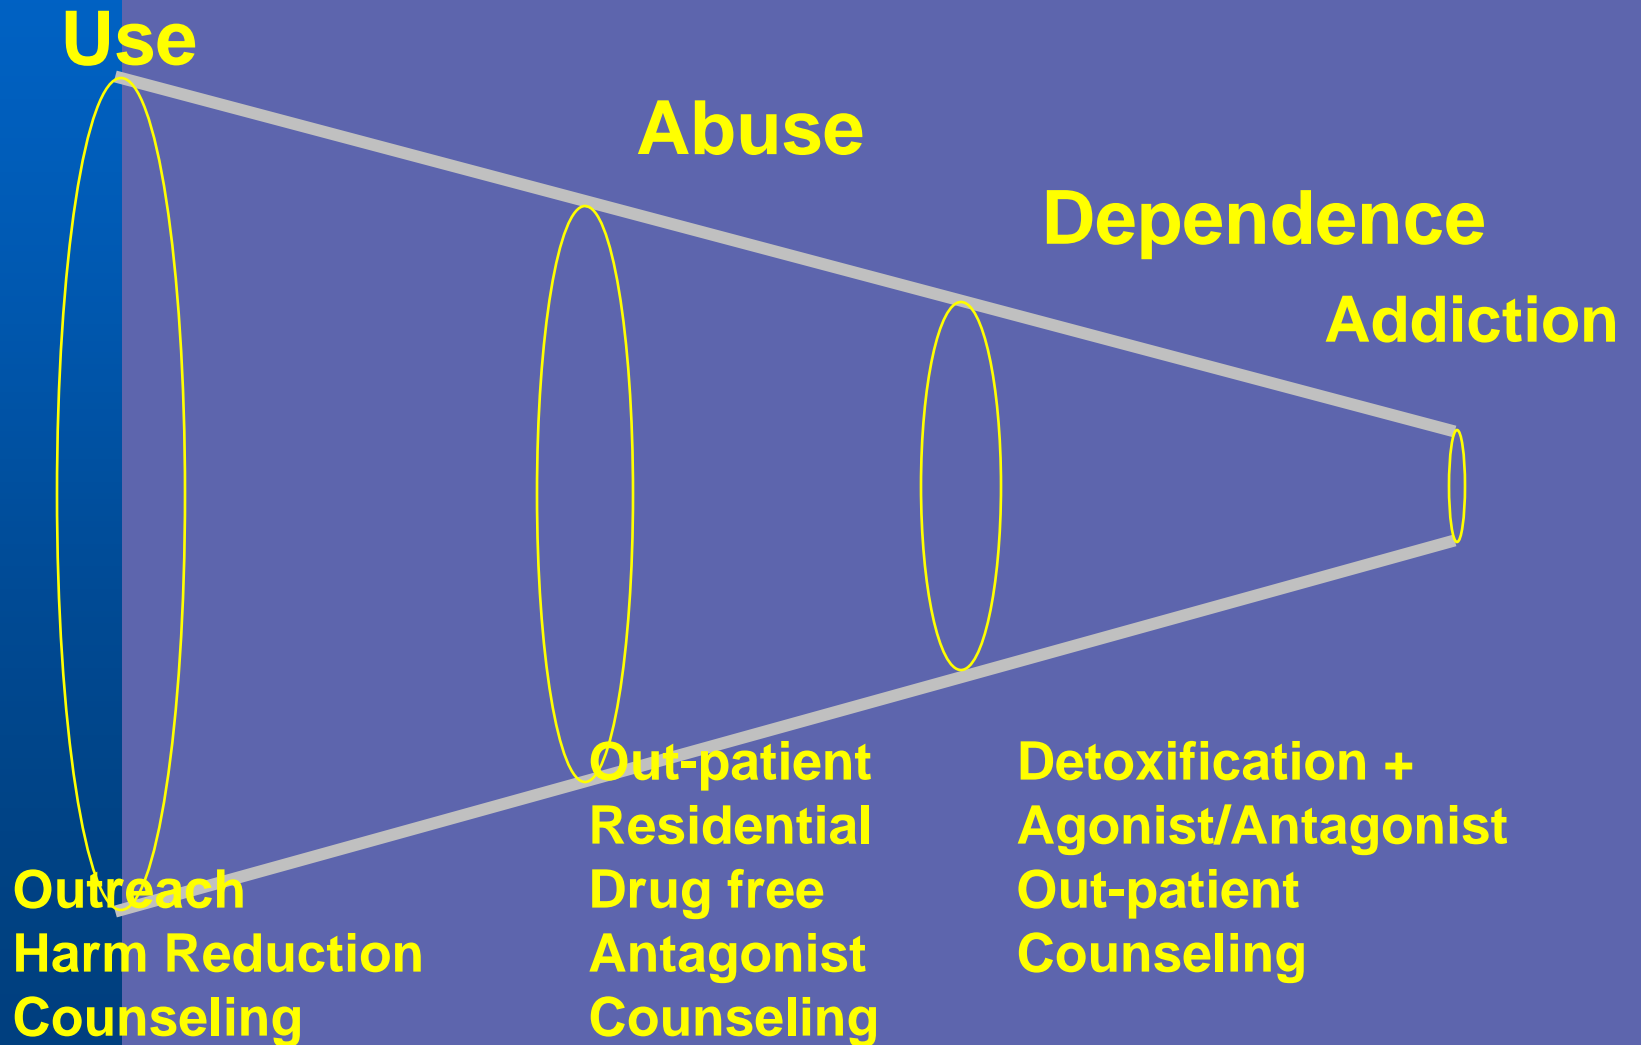 Use
Abuse
Dependence
Addiction
Outreach
Harm Reduction
Counseling
Out-patient
Residential
Drug free
Antagonist
Counseling
Detoxification +
Agonist/Antagonist
Out-patient
Counseling